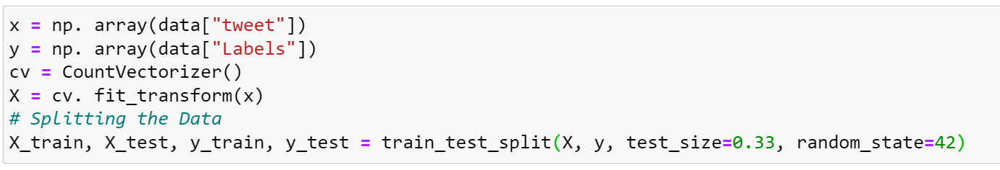 x = np. array(data["tweet"])
y = np. array(data["Labels"])
cv = CountVectorizer()
X = cv. fit_transform(x)
# Splitting the Data
X_train, X_test, y_train, y_test = train_test_split(X, y, test_size=0.33, random_state=42)